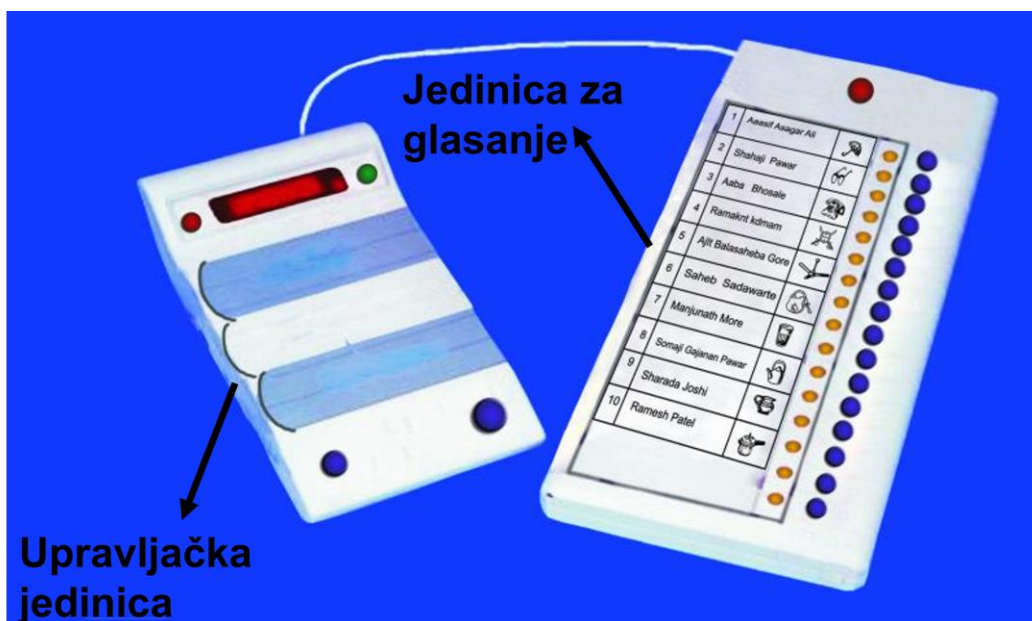 Jedinica za
glasanje
1 Aaesif Asagar Ali
2 Shahaji Pawar
3 Aaba Bhosale
4 Ramaknt kdmam
5 Ajit Balasaheba Gore
6 Saheb Sadawarte
7 Manjunath More
8 Somaji Gajanan Pawar
9 Sharada Joshi
10 Ramesh Patel
Upravljačka
jedinica